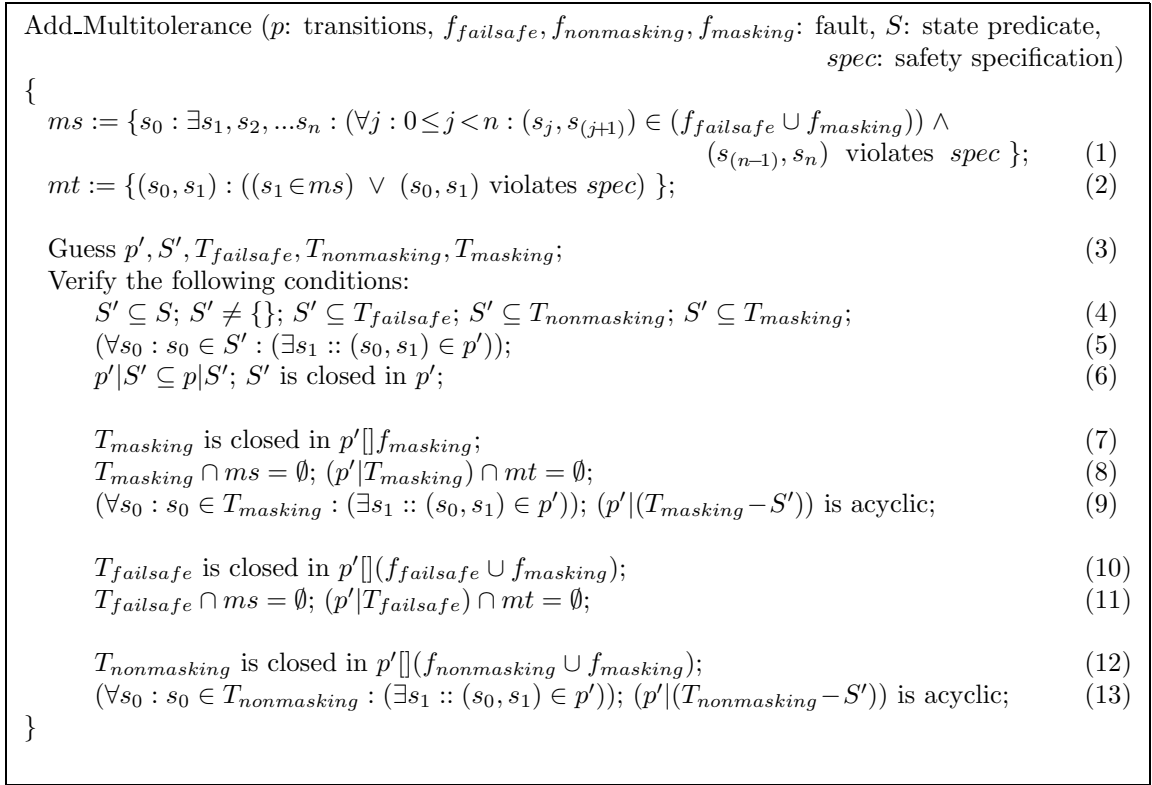 Add_Multitolerance (p: transitions, f_failsafe, f_nonmasking, f_masking: fault, S: state predicate,
spec: safety specification)
{
ms := {s_0 : ∃s_1, s_2, ...s_n : (∀j : 0 ≤ j < n : (s_j, s_(j+1)) ∈ (f_failsafe ∪ f_masking)) ∧
(s_(n−1), s_n) violates spec }; (1)
mt := {(s_0, s_1) : ((s_1 ∈ ms) ∨ (s_0, s_1) violates spec) }; (2)
Guess p′, S′, T_failsafe, T_nonmasking, T_masking; (3)
Verify the following conditions:
S′ ⊆ S; S′ ≠ {}; S′ ⊆ T_failsafe; S′ ⊆ T_nonmasking; S′ ⊆ T_masking; (4)
(∀s_0 : s_0 ∈ S′ : (∃s_1 :: (s_0, s_1) ∈ p′)); (5)
p′|S′ ⊆ p|S′; S′ is closed in p′; (6)
T_masking is closed in p′[]f_masking; (7)
T_masking ∩ ms = ∅; (p′|T_masking) ∩ mt = ∅; (8)
(∀s_0 : s_0 ∈ T_masking : (∃s_1 :: (s_0, s_1) ∈ p′)); (p′|(T_masking − S′)) is acyclic; (9)
T_failsafe is closed in p′[](f_failsafe ∪ f_masking); (10)
T_failsafe ∩ ms = ∅; (p′|T_failsafe) ∩ mt = ∅; (11)
T_nonmasking is closed in p′[](f_nonmasking ∪ f_masking); (12)
(∀s_0 : s_0 ∈ T_nonmasking : (∃s_1 :: (s_0, s_1) ∈ p′)); (p′|(T_nonmasking − S′)) is acyclic; (13)
}